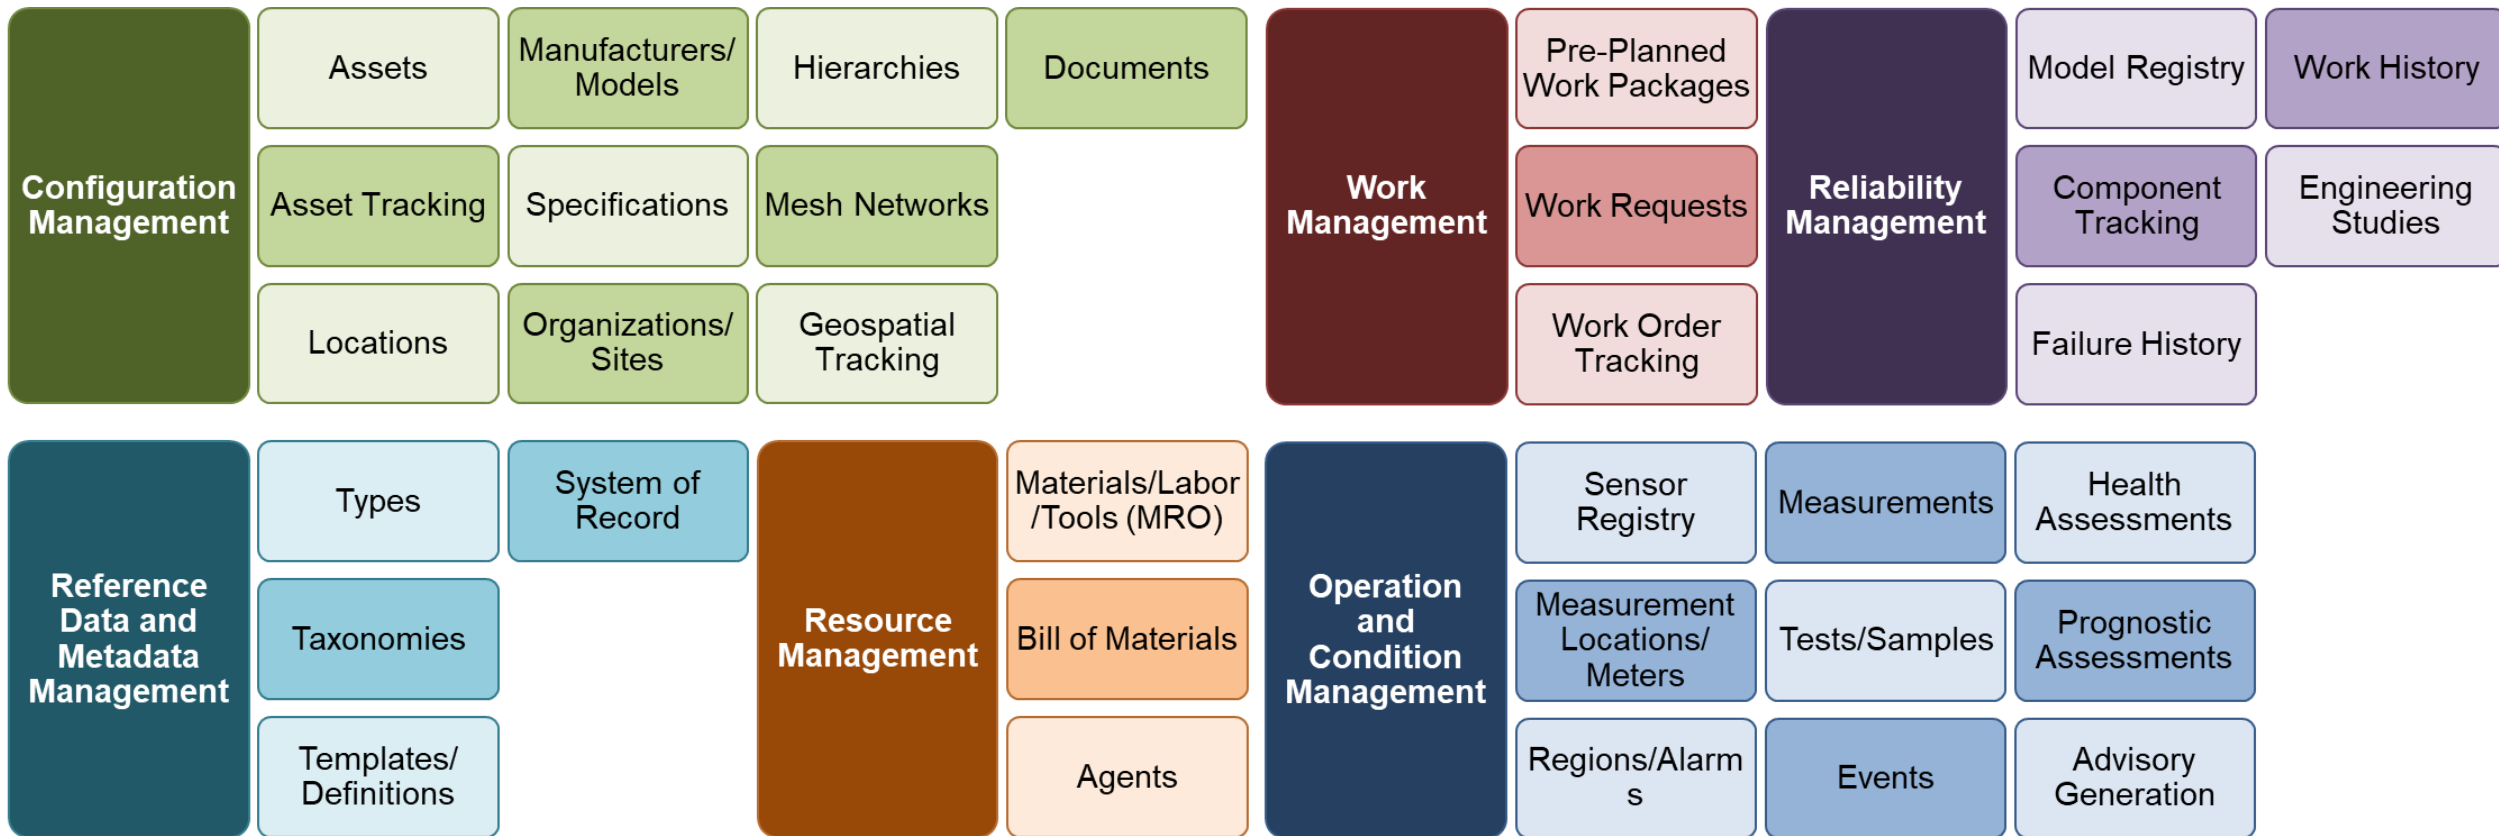 Configuration
Management
Assets
Manufacturers/
Models
Hierarchies
Documents
Asset Tracking
Specifications
Mesh Networks
Locations
Organizations/
Sites
Geospatial
Tracking
Work
Management
Pre-Planned
Work Packages
Work Requests
Work Order
Tracking
Reliability
Management
Model Registry
Work History
Component
Tracking
Engineering
Studies
Failure History
Reference
Data and
Metadata
Management
Types
System of
Record
Taxonomies
Templates/
Definitions
Resource
Management
Materials/Labor
/Tools (MRO)
Bill of Materials
Agents
Operation
and
Condition
Management
Sensor
Registry
Measurements
Health
Assessments
Measurement
Locations/
Meters
Tests/Samples
Prognostic
Assessments
Regions/Alarm
s
Events
Advisory
Generation